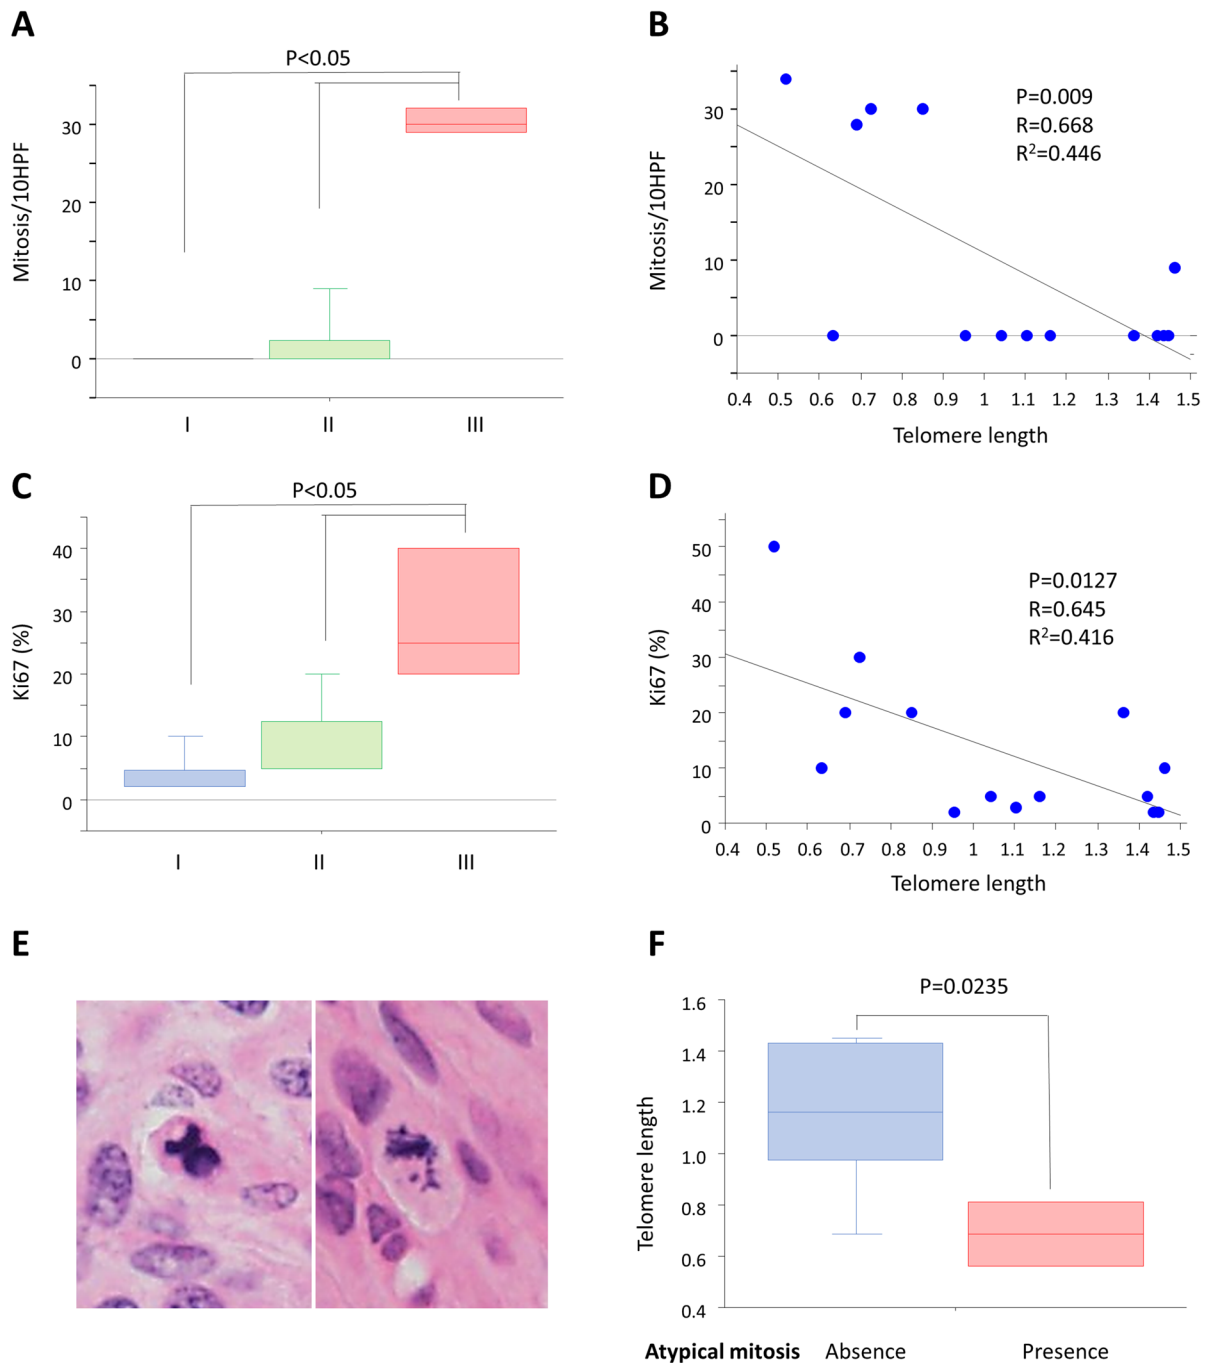 A
P<0.05
Mitosis/10HPF
30
20
10
0
I II III
B
P=0.009
R=0.668
R²=0.446
Mitosis/10HPF
30
20
10
0
0.4 0.5 0.6 0.7 0.8 0.9 1 1.1 1.2 1.3 1.4 1.5
Telomere length
C
P<0.05
Ki67 (%)
40
30
20
10
0
I II III
D
P=0.0127
R=0.645
R²=0.416
Ki67 (%)
50
40
30
20
10
0
0.4 0.5 0.6 0.7 0.8 0.9 1 1.1 1.2 1.3 1.4 1.5
Telomere length
E
F
P=0.0235
Telomere length
1.6
1.4
1.2
1.0
0.8
0.6
0.4
Atypical mitosis Absence Presence